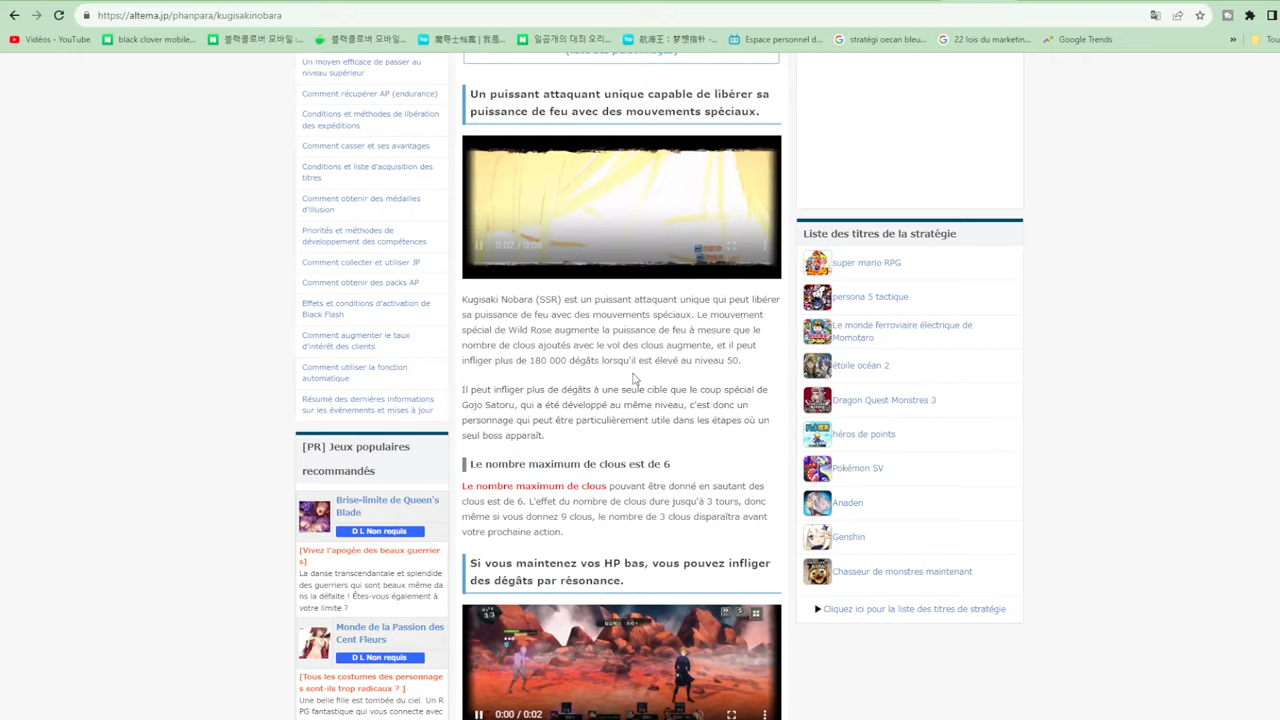 https://altema.jp/phanpara/kugisakinobara
Vidéos - YouTube
black clover mobile...
블랙클로버 모바일:...
블랙클로버 모바일...
魔导士档案 | 我是...
일곱개의 대죄 오리...
航海王：梦想指针 -...
Espace personnel d...
stratégi oecan bleu...
22 lois du marketin...
Google Trends
»
Tou
Un moyen efficace de passer au
niveau supérieur
Comment récupérer AP (endurance)
Conditions et méthodes de libération
des expéditions
Comment casser et ses avantages
Conditions et liste d'acquisition des
titres
Comment obtenir des médailles
d'illusion
Priorités et méthodes de
développement des compétences
Comment collecter et utiliser JP
Comment obtenir des packs AP
Effets et conditions d'activation de
Black Flash
Comment augmenter le taux
d'intérêt des clients
Comment utiliser la fonction
automatique
Résumé des dernières informations
sur les événements et mises à jour
[PR] Jeux populaires
recommandés
Brise-limite de Queen's
Blade
D L Non requis
[Vivez l'apogée des beaux guerrier
s]
La danse transcendantale et splendide
des guerriers qui sont beaux même da
ns la défaite ! Êtes-vous également à
votre limite ?
Monde de la Passion des
Cent Fleurs
D L Non requis
[Tous les costumes des personnage
s sont-ils trop radicaux ? ]
Une belle fille est tombée du ciel. Un R
PG fantastique qui vous connecte avec
Un puissant attaquant unique capable de libérer sa
puissance de feu avec des mouvements spéciaux.
0:02 / 0:08
Kugisaki Nobara (SSR) est un puissant attaquant unique qui peut libérer
sa puissance de feu avec des mouvements spéciaux. Le mouvement
spécial de Wild Rose augmente la puissance de feu à mesure que le
nombre de clous ajoutés avec le vol des clous augmente, et il peut
infliger plus de 180 000 dégâts lorsqu'il est élevé au niveau 50.
Il peut infliger plus de dégâts à une seule cible que le coup spécial de
Gojo Satoru, qui a été développé au même niveau, c'est donc un
personnage qui peut être particulièrement utile dans les étapes où un
seul boss apparaît.
Le nombre maximum de clous est de 6
Le nombre maximum de clous pouvant être donné en sautant des
clous est de 6. L'effet du nombre de clous dure jusqu'à 3 tours, donc
même si vous donnez 9 clous, le nombre de 3 clous disparaîtra avant
votre prochaine action.
Si vous maintenez vos HP bas, vous pouvez infliger
des dégâts par résonance.
0:00 / 0:02
Liste des titres de la stratégie
super mario RPG
persona 5 tactique
Le monde ferroviaire électrique de
Momotaro
étoile océan 2
Dragon Quest Monstres 3
héros de points
Pokémon SV
Anaden
Genshin
Chasseur de monstres maintenant
▶ Cliquez ici pour la liste des titres de stratégie